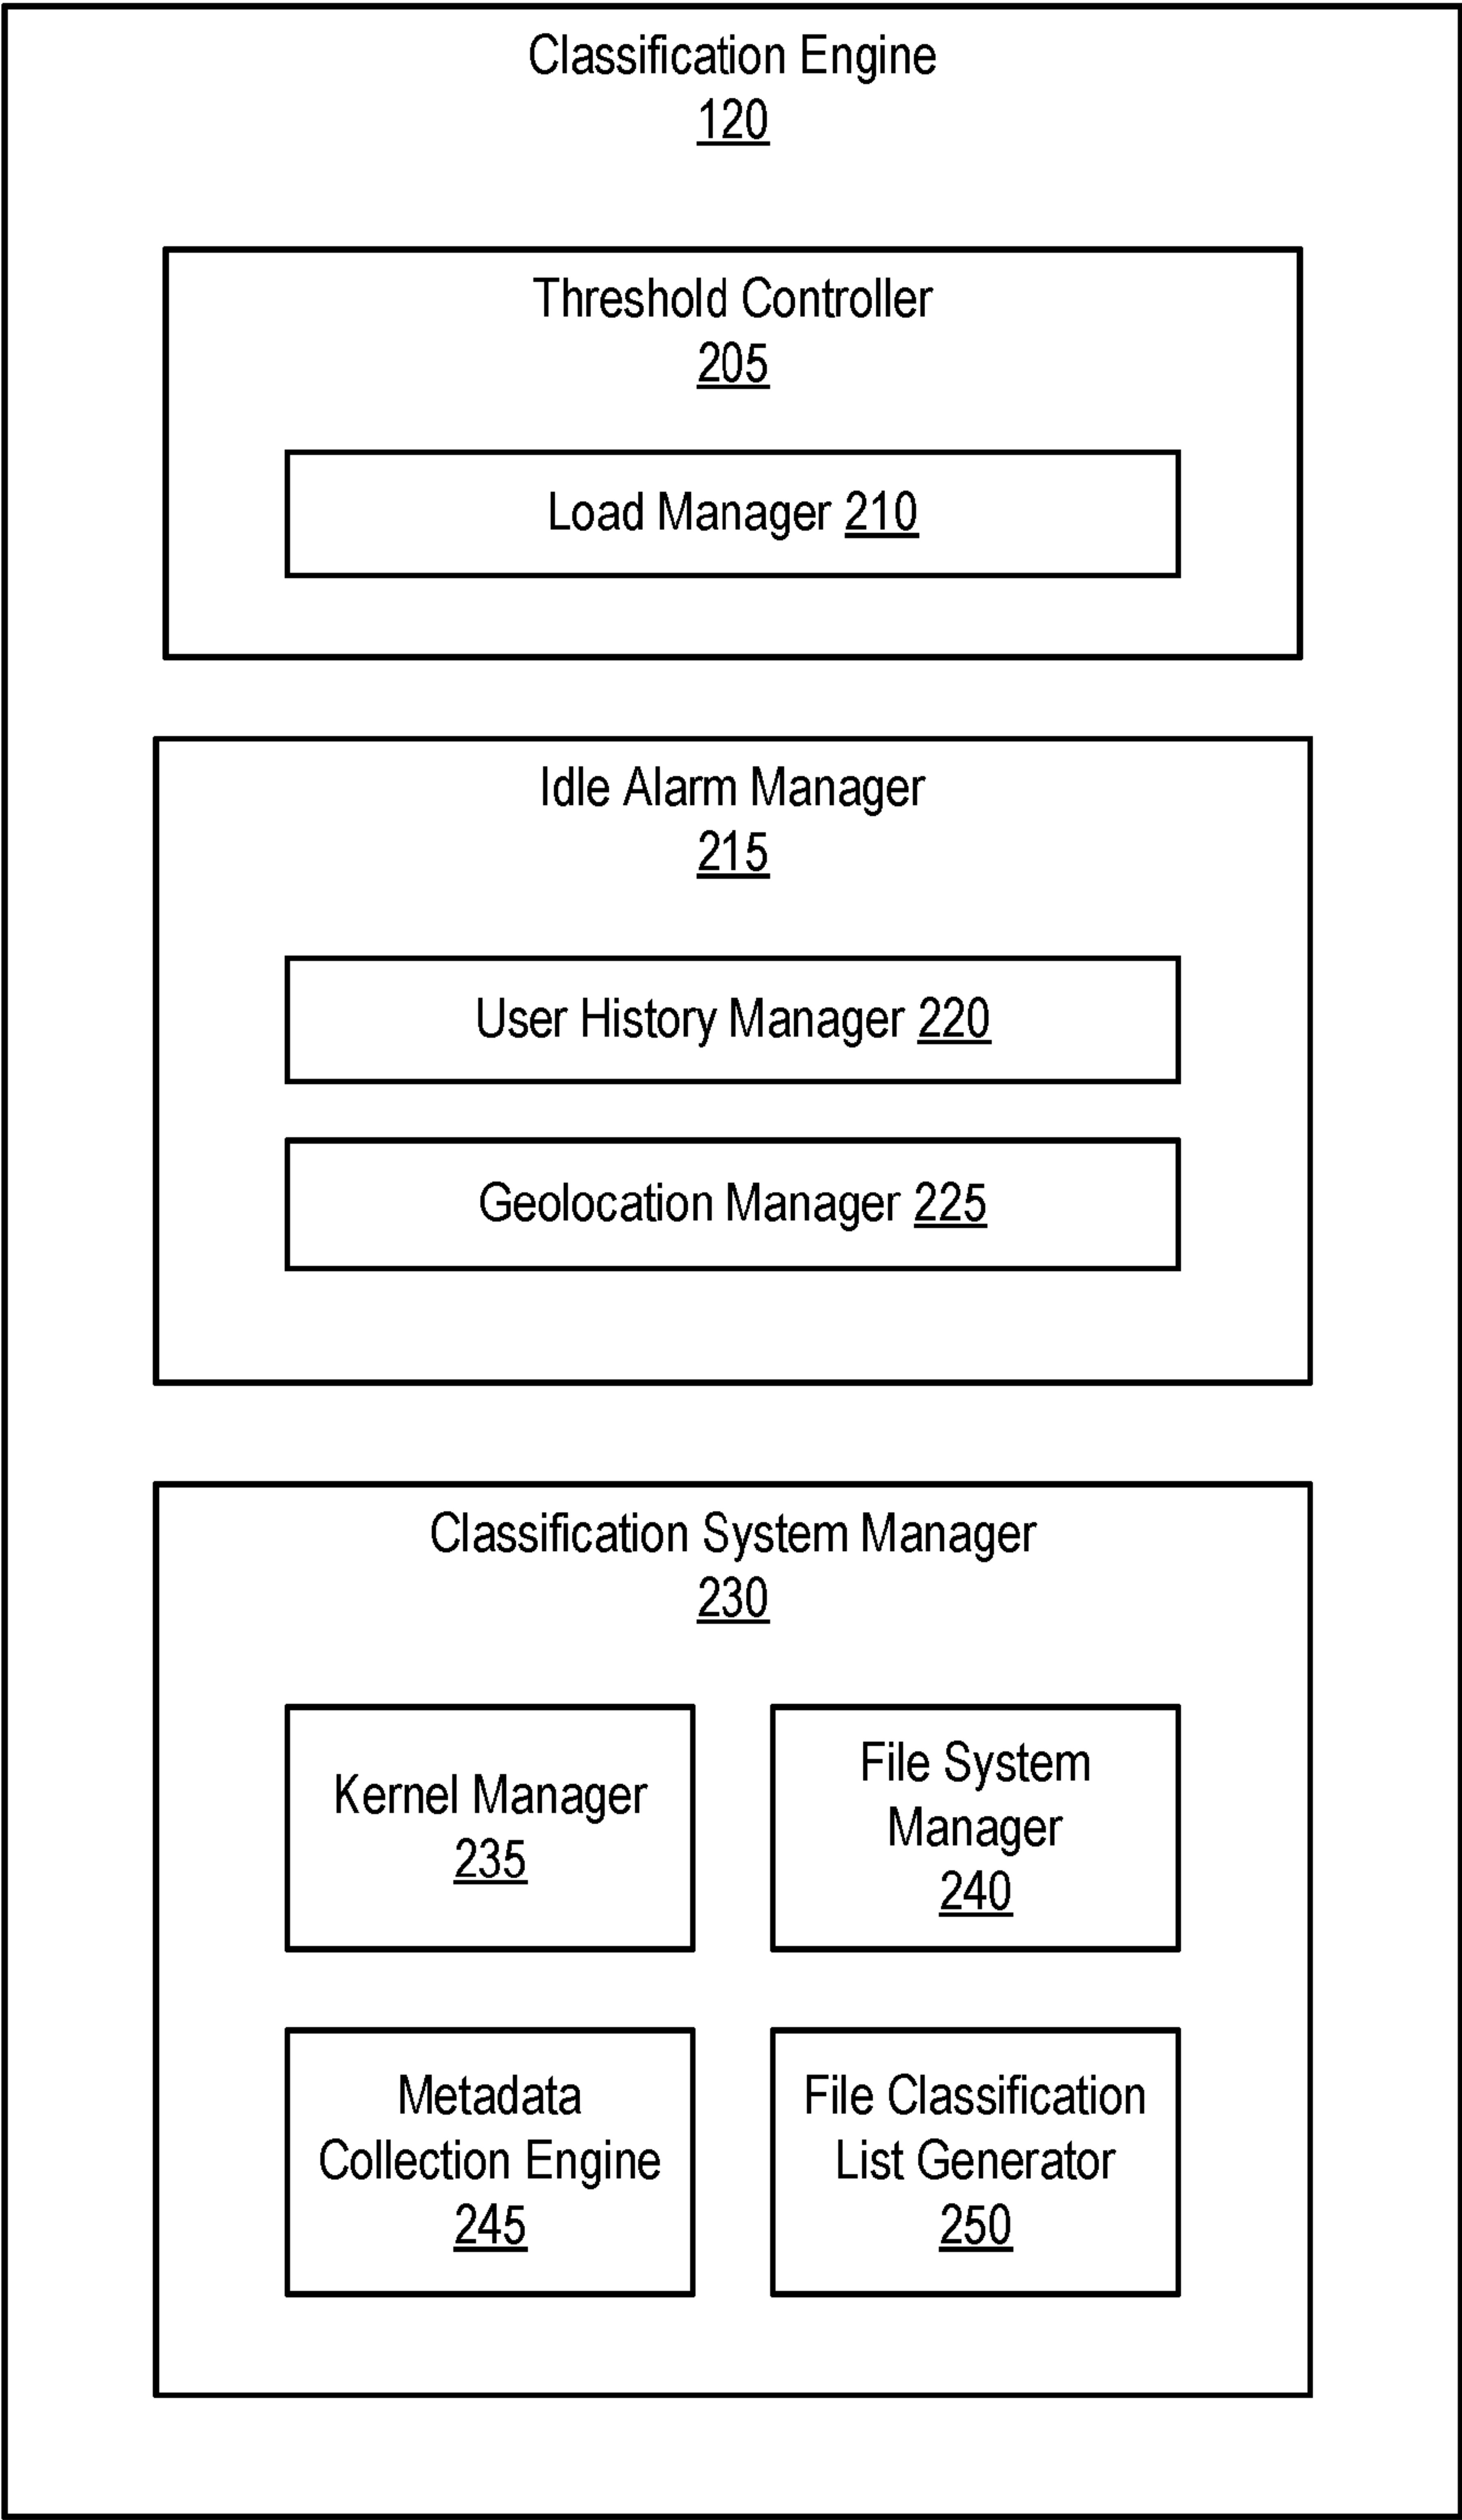 Classification Engine
120
Threshold Controller
205
Load Manager 210
Idle Alarm Manager
215
User History Manager 220
Geolocation Manager 225
Classification System Manager
230
Kernel Manager
235
File System
Manager
240
Metadata
Collection Engine
245
File Classification
List Generator
250